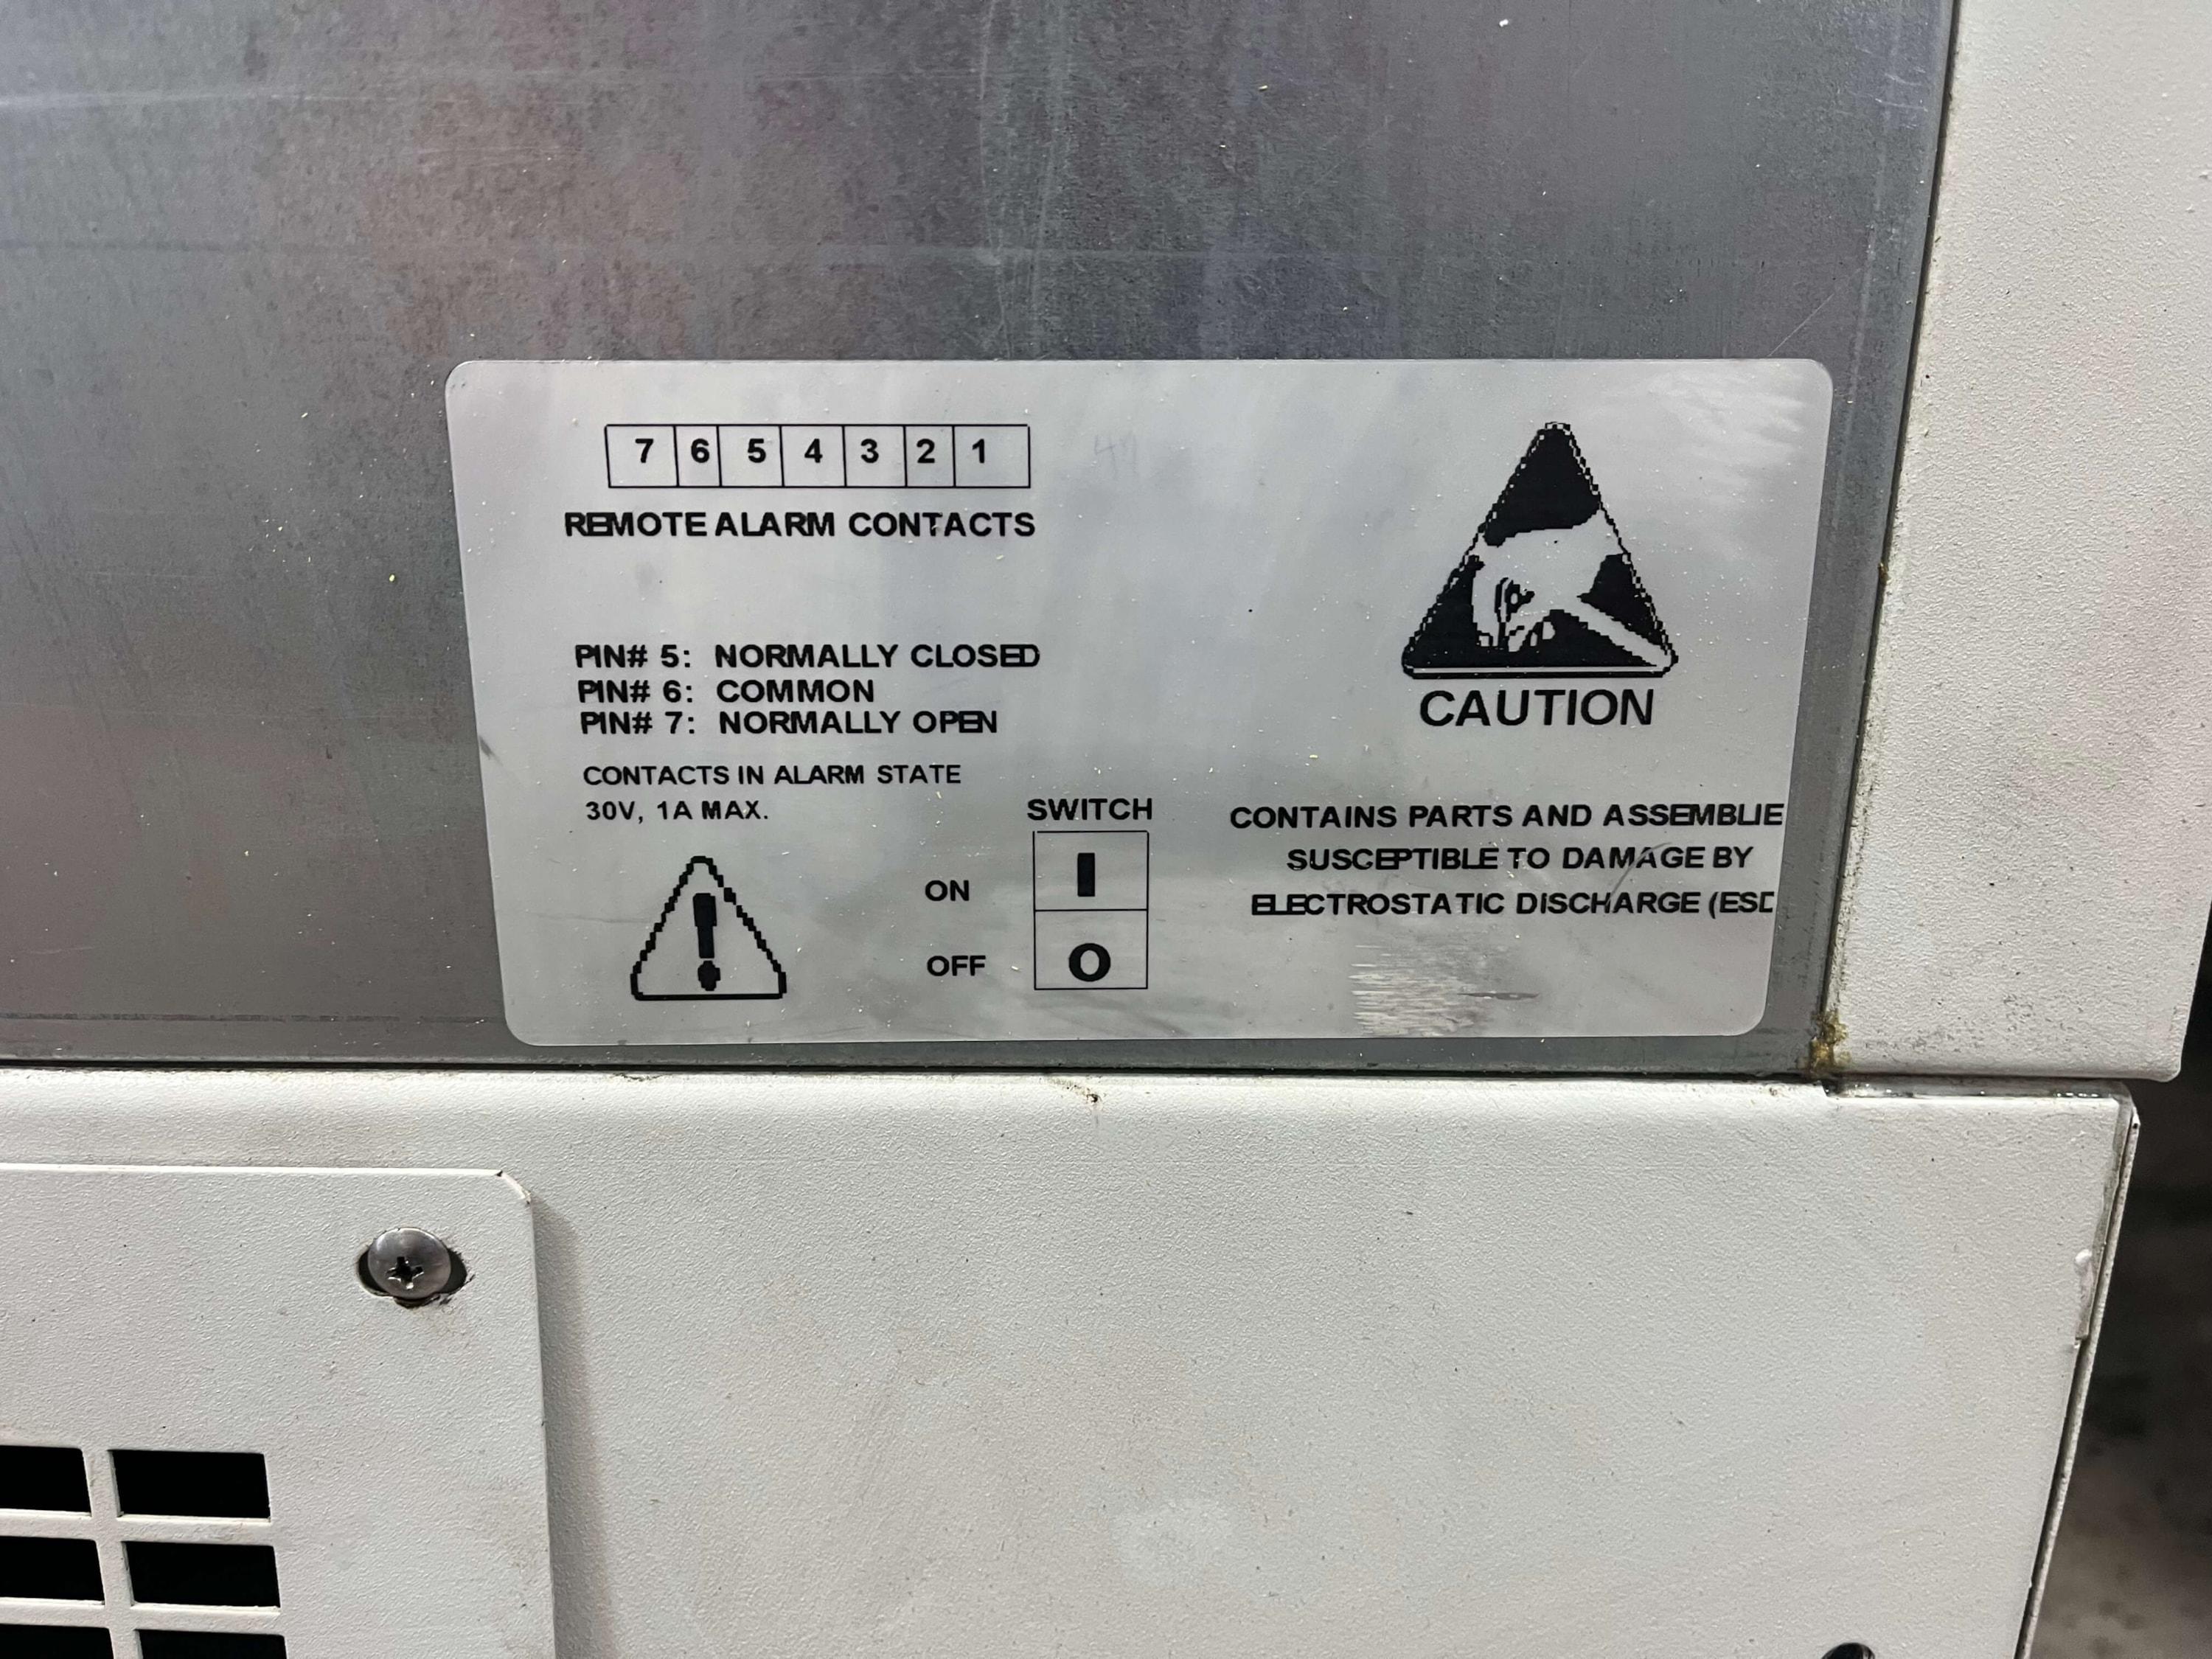 7 6 5 4 3 2 1
REMOTE ALARM CONTACTS
PIN# 5: NORMALLY CLOSED
PIN# 6: COMMON
PIN# 7: NORMALLY OPEN
CONTACTS IN ALARM STATE
30V, 1A MAX.
!
SWITCH
ON I
OFF O
CAUTION
CONTAINS PARTS AND ASSEMBLIE
SUSCEPTIBLE TO DAMAGE BY
ELECTROSTATIC DISCHARGE (ESD